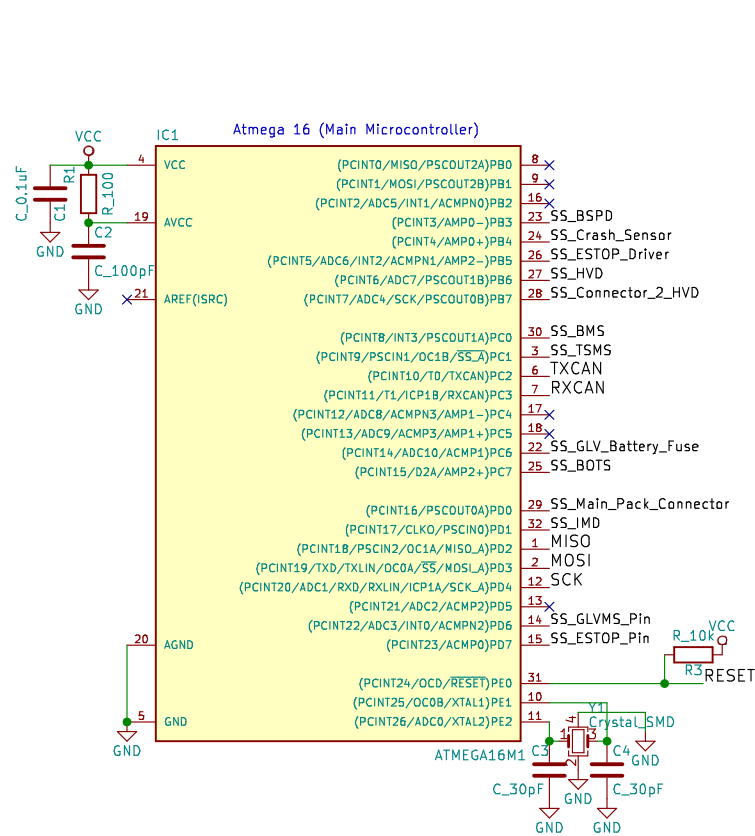 Atmega 16 (Main Microcontroller)
VCC
IC1
4 VCC
R1
R_100
C_0.1uF
C1
GND
19 AVCC
C2
C_100pF
GND
21 AREF(ISRC)
20 AGND
5 GND
GND
(PCINT0/MISO/PSCOUT2A)PB0 8
(PCINT1/MOSI/PSCOUT2B)PB1 9
(PCINT2/ADC5/INT1/ACMPN0)PB2 16
(PCINT3/AMP0-)PB3 23 SS_BSPD
(PCINT4/AMP0+)PB4 24 SS_Crash_Sensor
(PCINT5/ADC6/INT2/ACMPN1/AMP2-)PB5 26 SS_ESTOP_Driver
(PCINT6/ADC7/PSCOUT1B)PB6 27 SS_HVD
(PCINT7/ADC4/SCK/PSCOUT0B)PB7 28 SS_Connector_2_HVD
(PCINT8/INT3/PSCOUT1A)PC0 30 SS_BMS
(PCINT9/PSCIN1/OC1B/SS_A)PC1 3 SS_TSMS
(PCINT10/T0/TXCAN)PC2 6 TXCAN
(PCINT11/T1/ICP1B/RXCAN)PC3 7 RXCAN
(PCINT12/ADC8/ACMPN3/AMP1-)PC4 17
(PCINT13/ADC9/ACMP3/AMP1+)PC5 18
(PCINT14/ADC10/ACMP1)PC6 22 SS_GLV_Battery_Fuse
(PCINT15/D2A/AMP2+)PC7 25 SS_BOTS
(PCINT16/PSCOUT0A)PD0 29 SS_Main_Pack_Connector
(PCINT17/CLKO/PSCIN0)PD1 32 SS_IMD
(PCINT18/PSCIN2/OC1A/MISO_A)PD2 1 MISO
(PCINT19/TXD/TXLIN/OC0A/SS/MOSI_A)PD3 2 MOSI
(PCINT20/ADC1/RXD/RXLIN/ICP1A/SCK_A)PD4 12 SCK
(PCINT21/ADC2/ACMP2)PD5 13
(PCINT22/ADC3/INT0/ACMPN2)PD6 14 SS_GLVMS_Pin
(PCINT23/ACMP0)PD7 15 SS_ESTOP_Pin
(PCINT24/OCD/RESET)PE0 31
(PCINT25/OC0B/XTAL1)PE1 10
(PCINT26/ADC0/XTAL2)PE2 11
R_10k
VCC
R3
RESET
Y1
Crystal_SMD
4
1
3
2
ATMEGA16M1
C3
C4
GND
C_30pF
GND
C_30pF
GND
GND